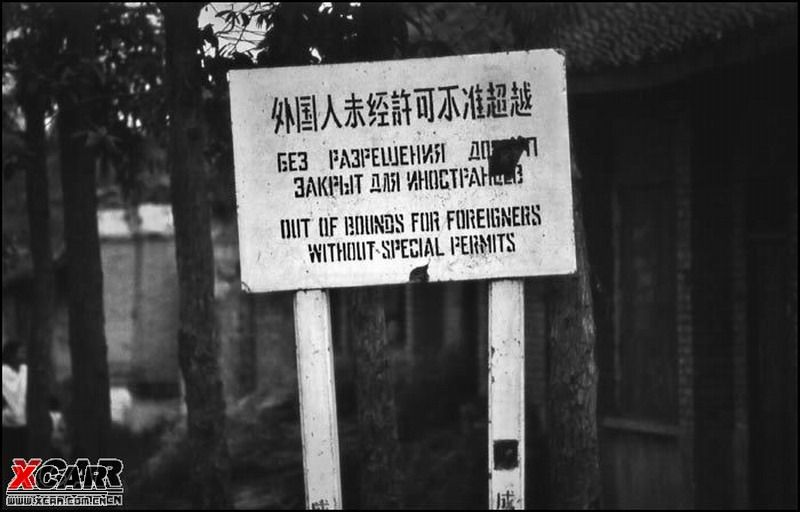 外国人未经許可不准超越
БЕЗ РАЗРЕШЕНИЯ
ЗАКРЫТ ДЛЯ ИНОСТРАНЦЕВ
OUT OF BOUNDS FOR FOREIGNERS
WITHOUT SPECIAL PERMITS
XCAR
WWW.XCAR.COM.CN